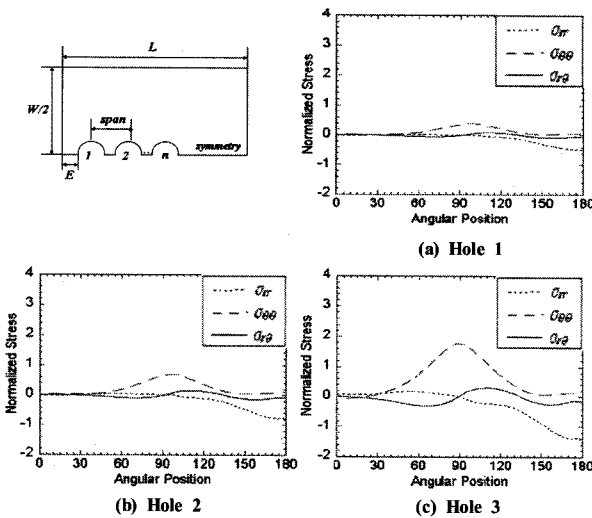 L
W/2
span
1
2
n
symmetry
E
Normalized Stress
4
3
2
1
0
-1
-2
0
30
60
90
120
150
180
Angular Position
σrr
σθθ
σrθ
(a) Hole 1
Normalized Stress
4
3
2
1
0
-1
-2
0
30
60
90
120
150
180
Angular Position
σrr
σθθ
σrθ
(b) Hole 2
Normalized Stress
4
3
2
1
0
-1
-2
0
30
60
90
120
150
180
Angular Position
σrr
σθθ
σrθ
(c) Hole 3